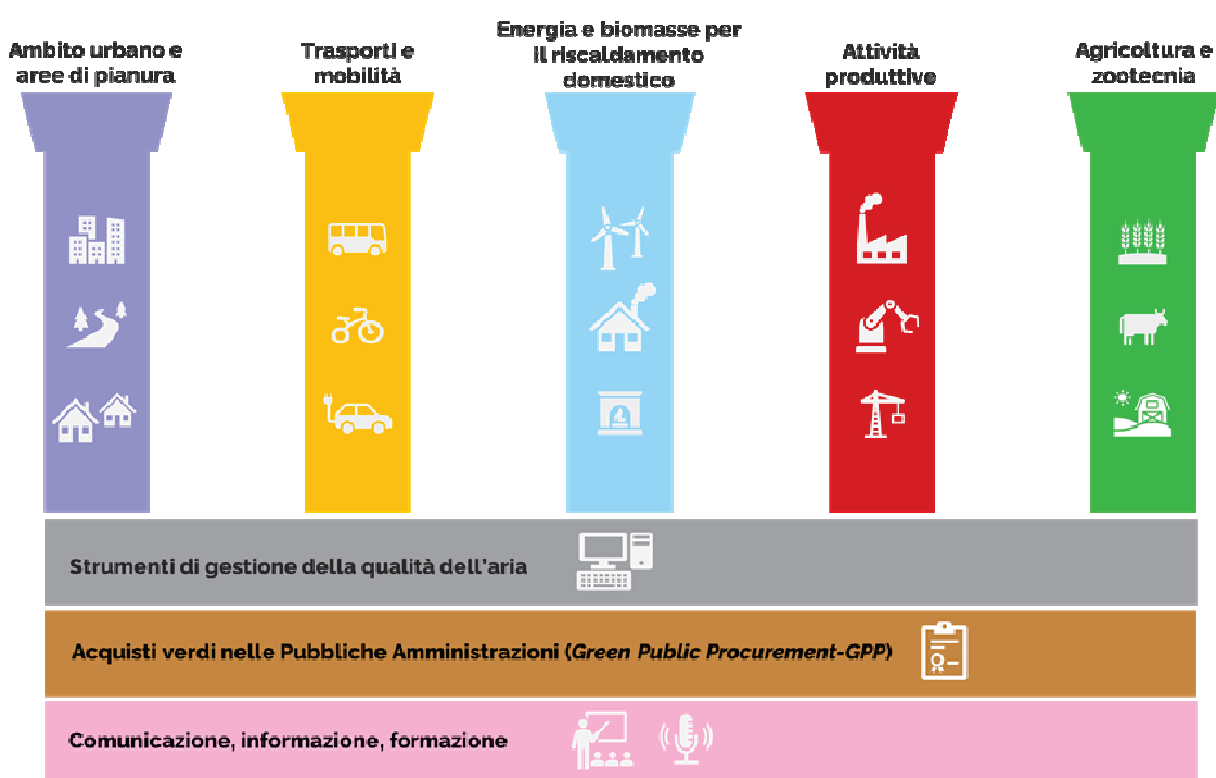 Ambito urbano e
aree di pianura
Trasporti e
mobilità
Energia e biomasse per
il riscaldamento
domestico
Attività
produttive
Agricoltura e
zootecnia
Strumenti di gestione della qualità dell'aria
Acquisti verdi nelle Pubbliche Amministrazioni (Green Public Procurement-GPP)
Comunicazione, informazione, formazione